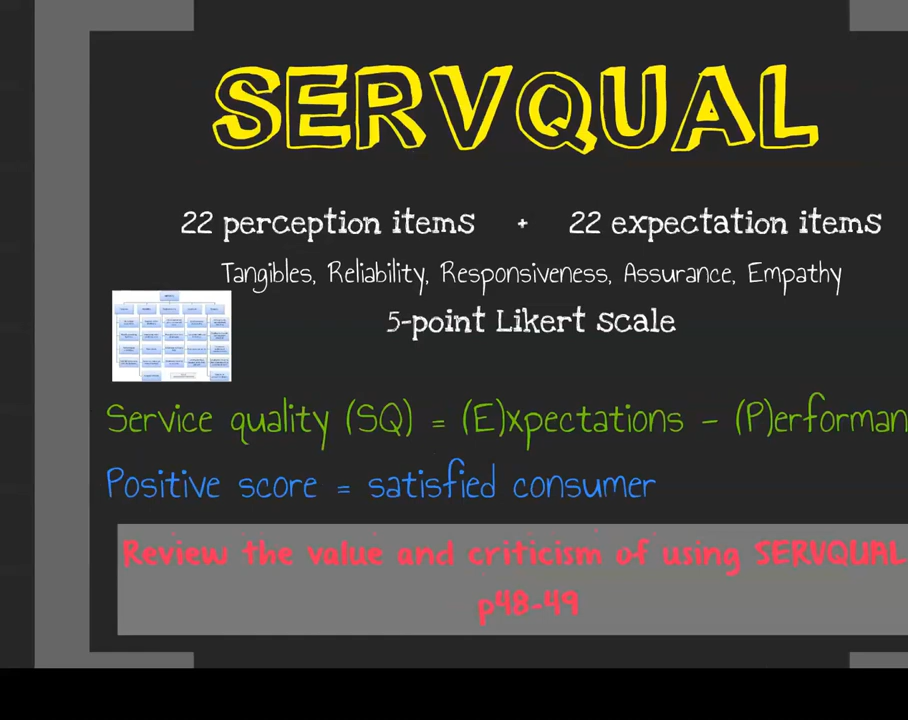 SERVQUAL
22 perception items + 22 expectation items
Tangibles, Reliability, Responsiveness, Assurance, Empathy
5-point Likert scale
Service quality (SQ) = (E)xpectations - (P)erforman
Positive score = satisfied consumer
Review the value and criticism of using SERVQUAL
p48-49